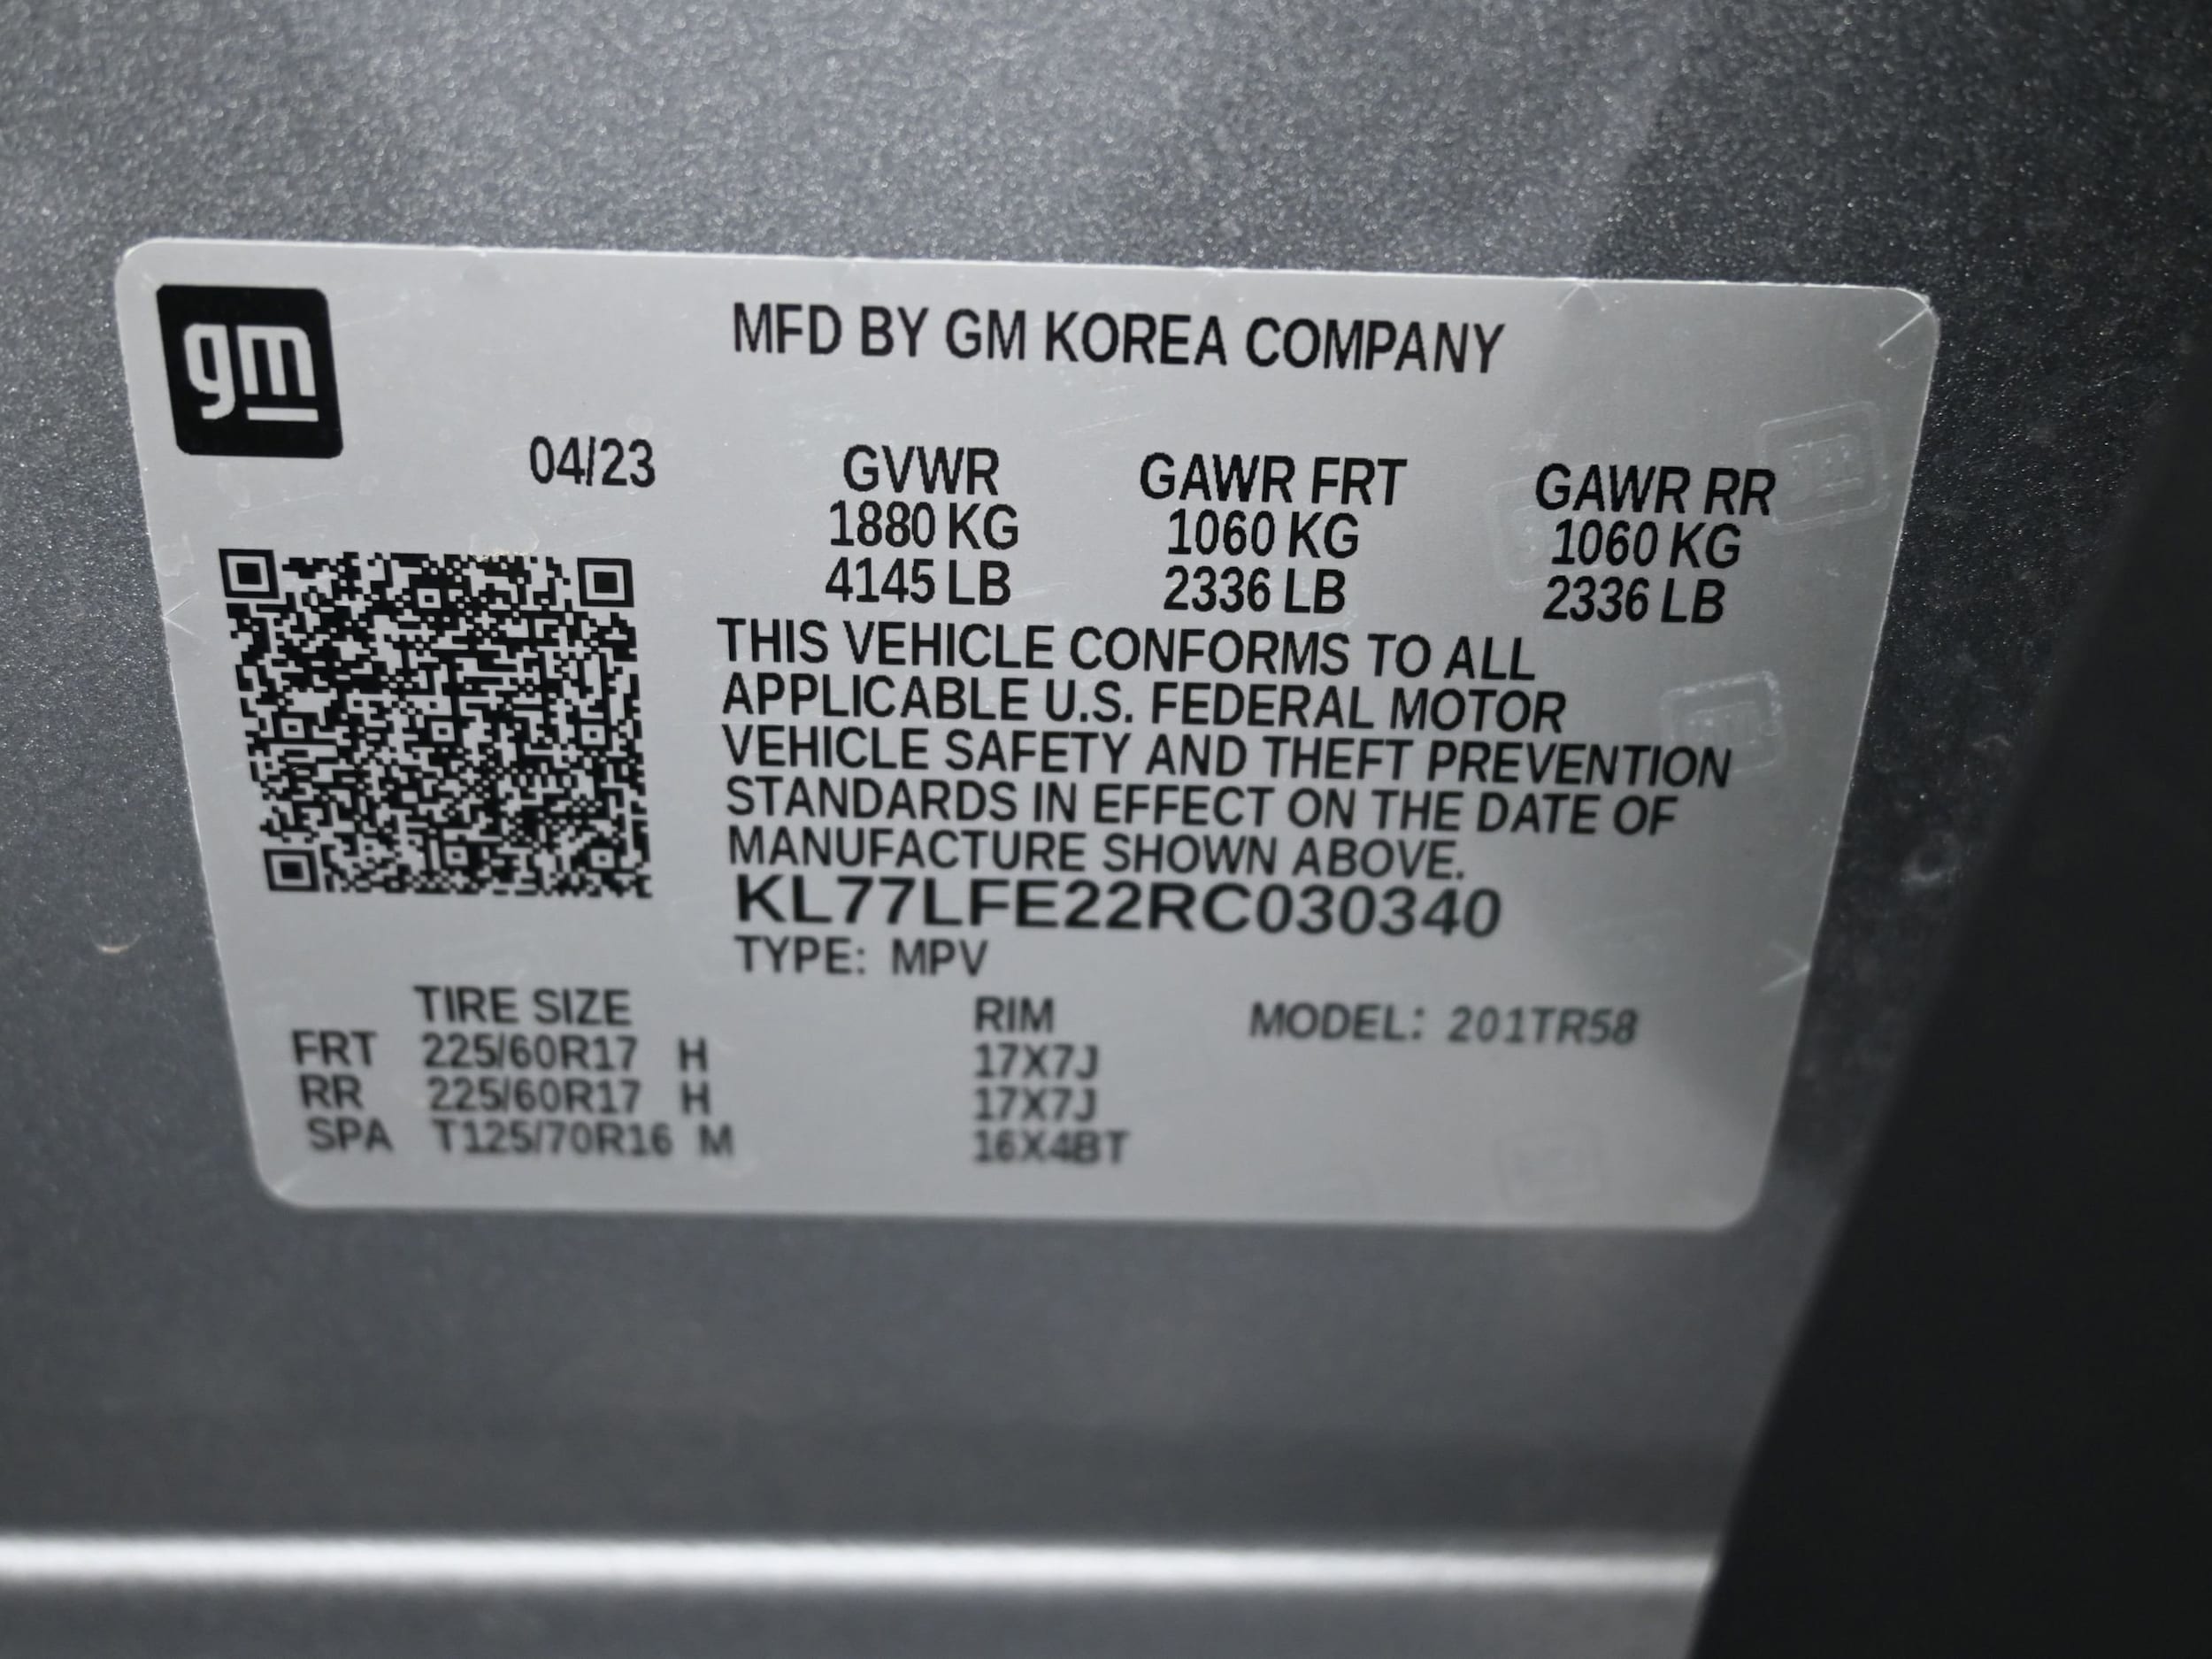 gm
MFD BY GM KOREA COMPANY
04/23 GVWR GAWR FRT GAWR RR
1880 KG 1060 KG 1060 KG
4145 LB 2336 LB 2336 LB
THIS VEHICLE CONFORMS TO ALL
APPLICABLE U.S. FEDERAL MOTOR
VEHICLE SAFETY AND THEFT PREVENTION
STANDARDS IN EFFECT ON THE DATE OF
MANUFACTURE SHOWN ABOVE.
KL77LFE22RC030340
TYPE: MPV
TIRE SIZE RIM MODEL: 201TR58
FRT 225/60R17 H 17X7J
RR 225/60R17 H 17X7J
SPA T125/70R16 M 16X4BT